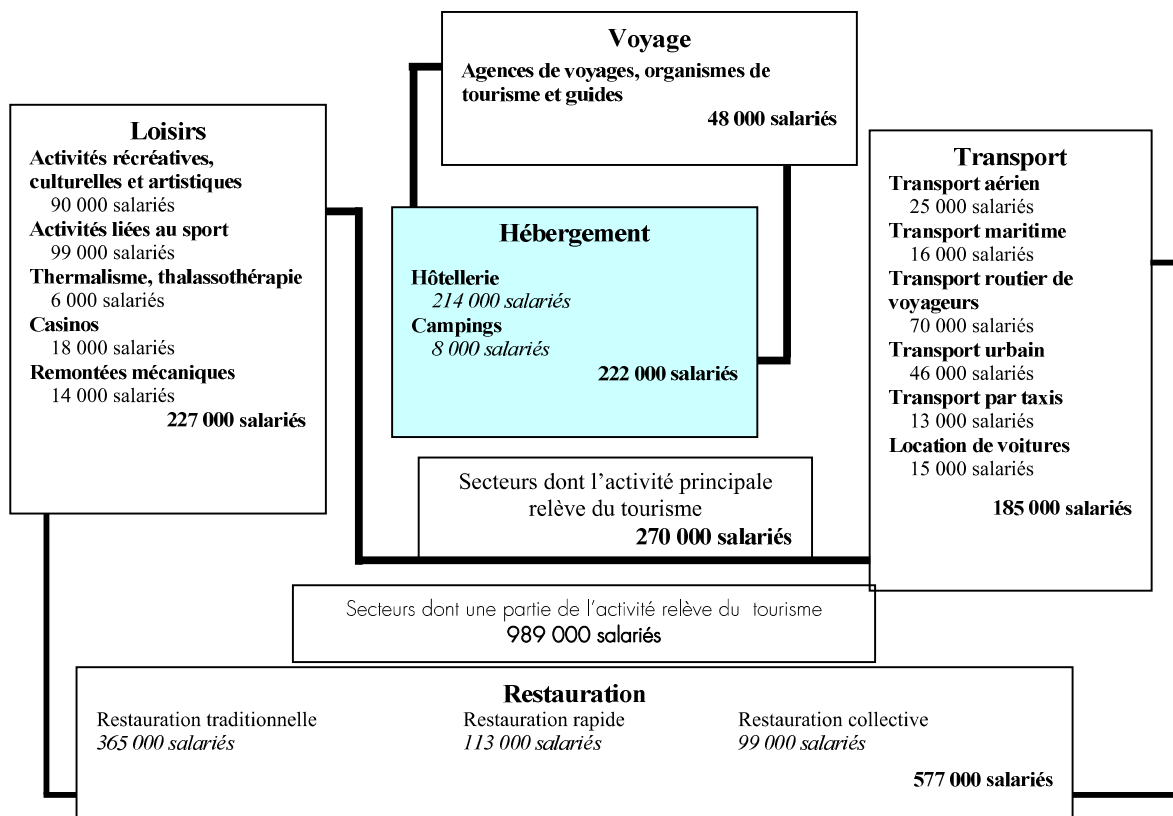 Voyage
Agences de voyages, organismes de
tourisme et guides
48 000 salariés
Loisirs
Activités récréatives,
culturelles et artistiques
90 000 salariés
Activités liées au sport
99 000 salariés
Thermalisme, thalassothérapie
6 000 salariés
Casinos
18 000 salariés
Remontées mécaniques
14 000 salariés
227 000 salariés
Hébergement
Hôtellerie
214 000 salariés
Campings
8 000 salariés
222 000 salariés
Transport
Transport aérien
25 000 salariés
Transport maritime
16 000 salariés
Transport routier de
voyageurs
70 000 salariés
Transport urbain
46 000 salariés
Transport par taxis
13 000 salariés
Location de voitures
15 000 salariés
185 000 salariés
Secteurs dont l’activité principale
relève du tourisme
270 000 salariés
Secteurs dont une partie de l’activité relève du tourisme
989 000 salariés
Restauration
Restauration traditionnelle
365 000 salariés
Restauration rapide
113 000 salariés
Restauration collective
99 000 salariés
577 000 salariés